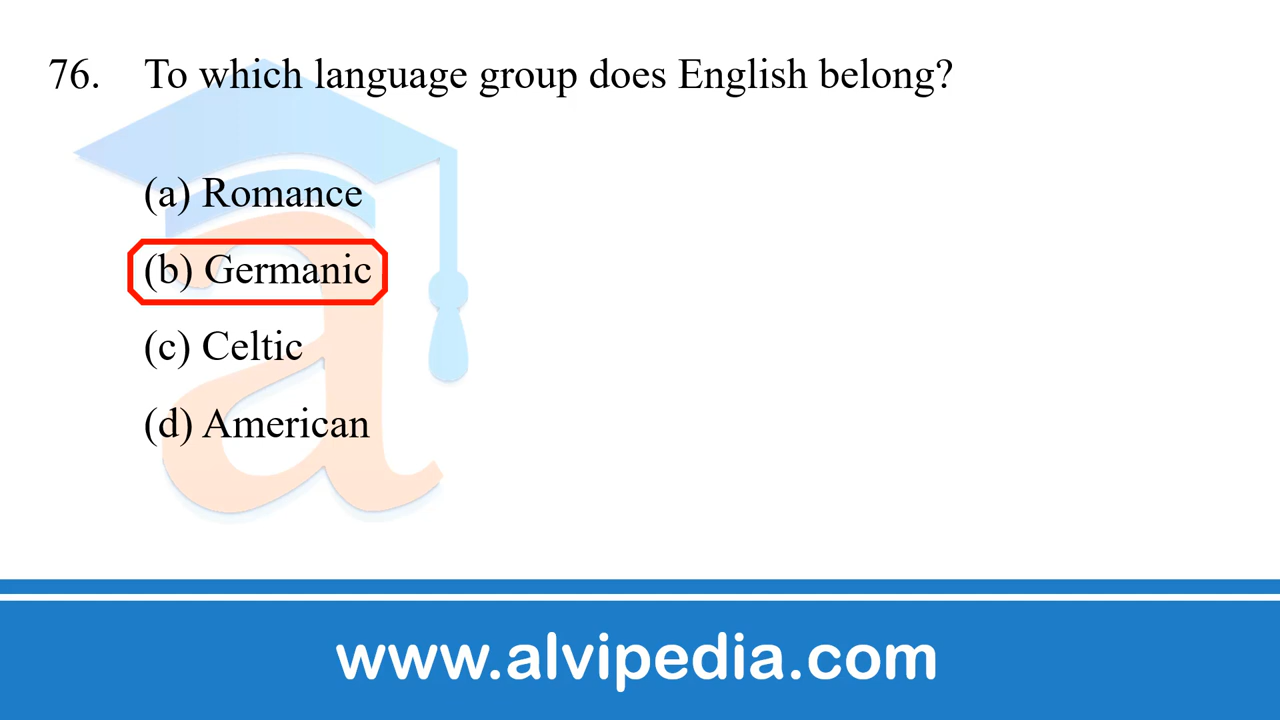 76. To which language group does English belong?
(a) Romance
(b) Germanic
(c) Celtic
(d) American
www.alvipedia.com